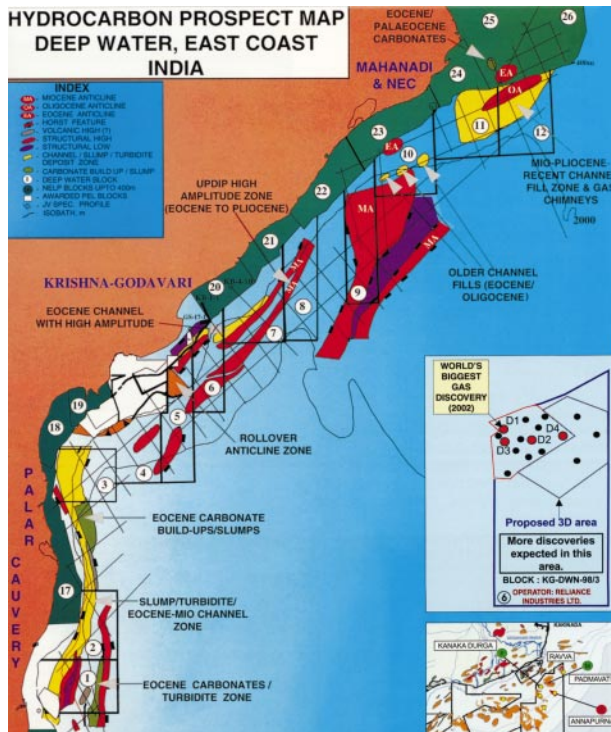 HYDROCARBON PROSPECT MAP
DEEP WATER, EAST COAST
INDIA
INDEX
MIOCENE ANTICLINE
OLIGOCENE ANTICLINE
EOCENE ANTICLINE
HORST FEATURE
VOLCANIC HIGH (?)
STRUCTURAL HIGH
STRUCTURAL LOW
CHANNEL / SLUMP / TURBIDITE
DEPOSIT ZONE
CARBONATE BUILD UP / SLUMP
DEEP WATER BLOCK
NELP BLOCKS UPTO 400m
AWARDED PEL BLOCKS
JV SPEC. PROFILE
ISOBATH, m
EOCENE/
PALAEOCENE
CARBONATES
25
26
400m
MAHANADI
& NEC
24
EA
OA
11
12
23
EA
10
MIO-PLIOCENE-
RECENT CHANNEL
FILL ZONE & GAS
CHIMNEYS
2000
22
UPDIP HIGH
AMPLITUDE ZONE
(EOCENE TO PLIOCENE)
MA
MA
21
MA
MA
OLDER CHANNEL
FILLS (EOCENE/
OLIGOCENE)
KRISHNA-GODAVARI
20
9
8
EOCENE CHANNEL
WITH HIGH AMPLITUDE
7
6
19
18
5
ROLLOVER
ANTICLINE ZONE
4
3
PALAR
CAUVERY
EOCENE CARBONATE
BUILD-UPS/SLUMPS
17
SLUMP/TURBIDITE/
EOCENE-MIO CHANNEL
ZONE
2
1
EOCENE CARBONATES /
TURBIDITE ZONE
WORLD'S
BIGGEST
GAS
DISCOVERY
(2002)
D1
D4
D2
D3
Proposed 3D area
More discoveries
expected in this
area.
BLOCK : KG-DWN-98/3
6 OPERATOR: RELIANCE
INDUSTRIES LTD.
KAKINADA
KANAKA DURGA
RAVVA
PADMAVAT
ANNAPURNA